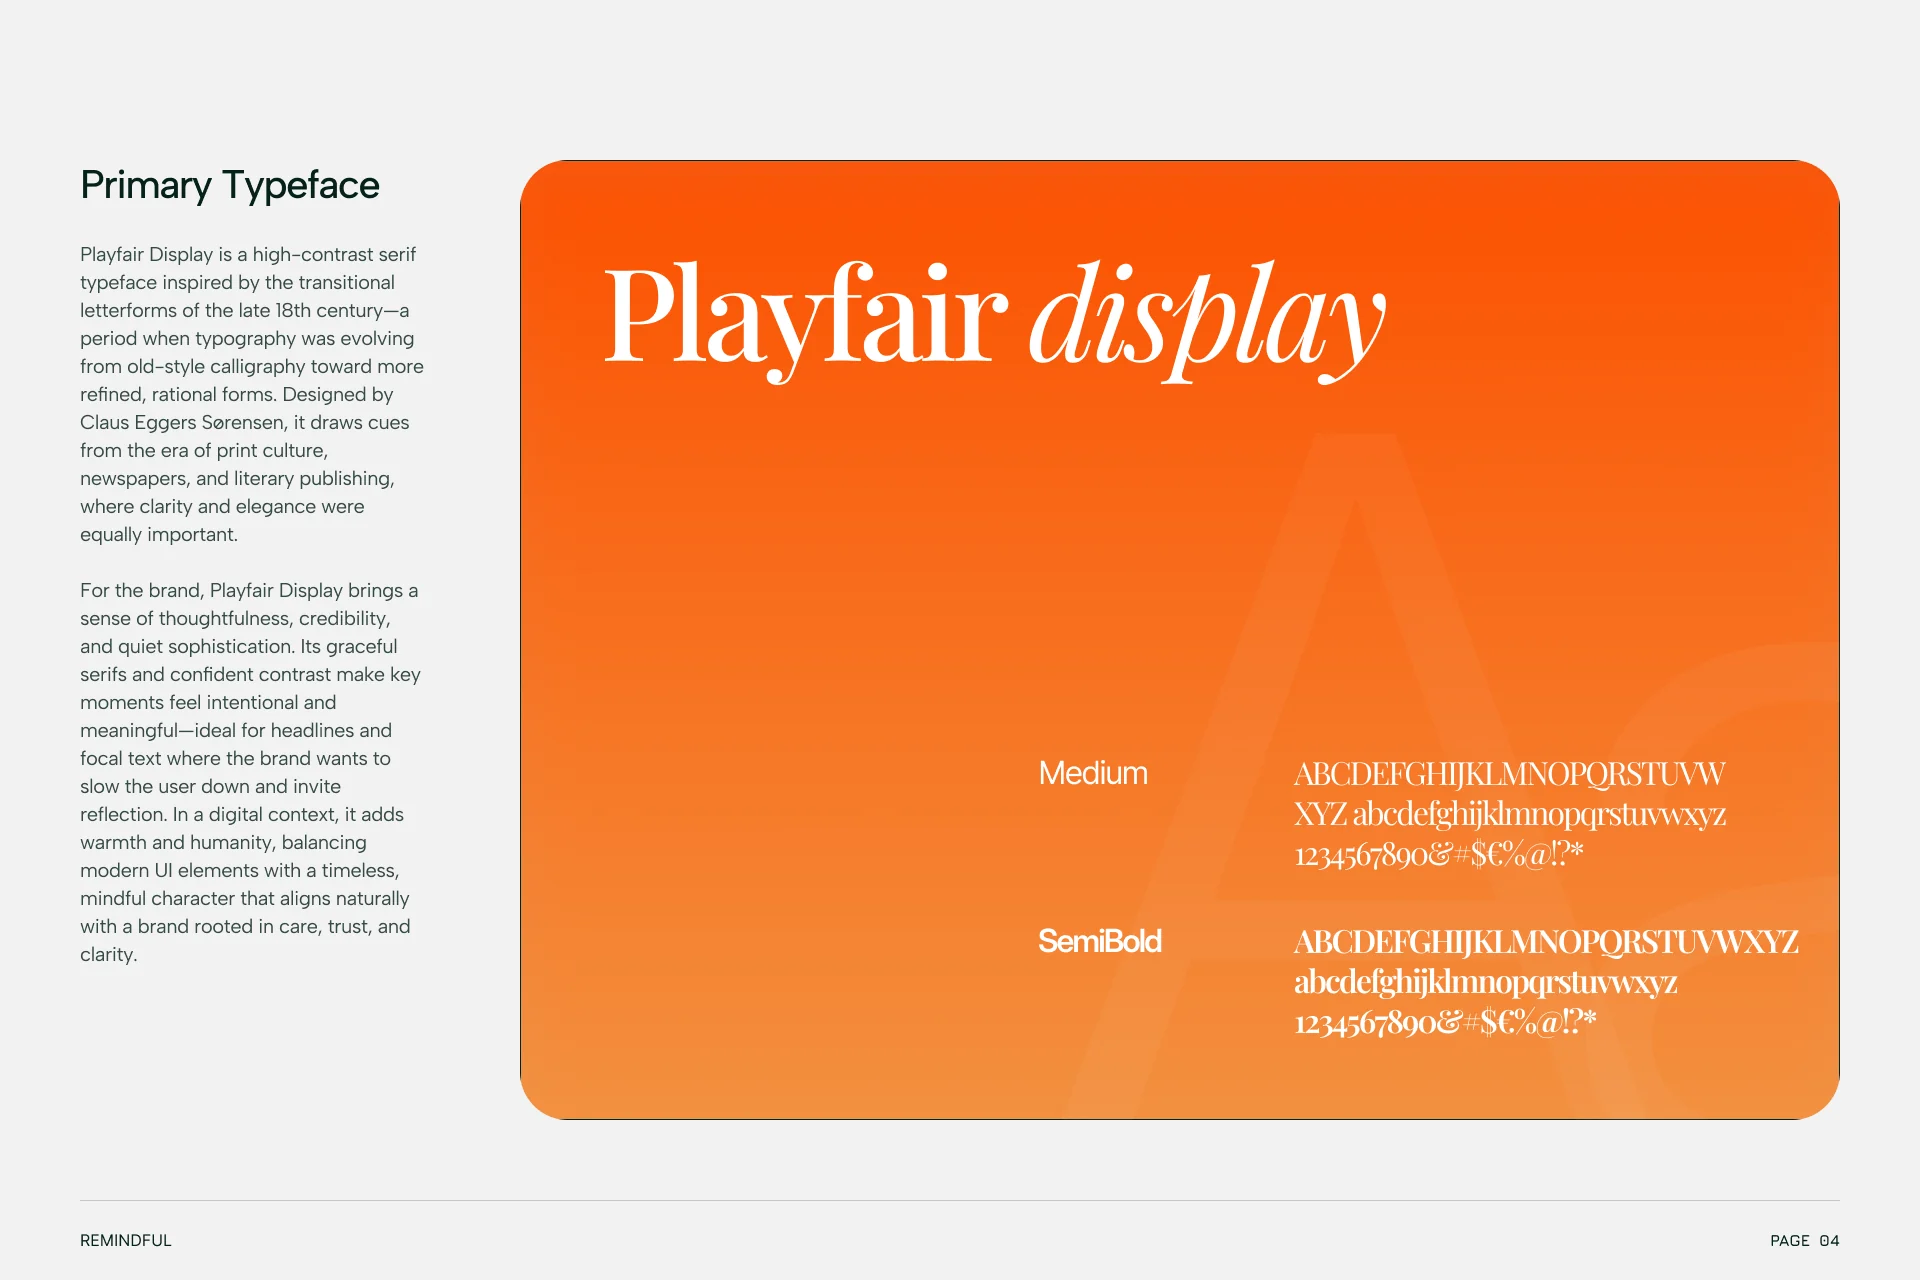 Primary Typeface
Playfair Display is a high-contrast serif
typeface inspired by the transitional
letterforms of the late 18th century—a
period when typography was evolving
from old-style calligraphy toward more
refined, rational forms. Designed by
Claus Eggers Sørensen, it draws cues
from the era of print culture,
newspapers, and literary publishing,
where clarity and elegance were
equally important.
For the brand, Playfair Display brings a
sense of thoughtfulness, credibility,
and quiet sophistication. Its graceful
serifs and confident contrast make key
moments feel intentional and
meaningful—ideal for headlines and
focal text where the brand wants to
slow the user down and invite
reflection. In a digital context, it adds
warmth and humanity, balancing
modern UI elements with a timeless,
mindful character that aligns naturally
with a brand rooted in care, trust, and
clarity.
Playfair display
Aa
Medium
ABCDEFGHIJKLMNOPQRSTUVW
XYZ abcdefghijklmnopqrstuvwxyz
1234567890&#$€%@!?*
SemiBold
ABCDEFGHIJKLMNOPQRSTUVWXYZ
abcdefghijklmnopqrstuvwxyz
1234567890&#$€%@!?*
REMINDFUL
PAGE 04